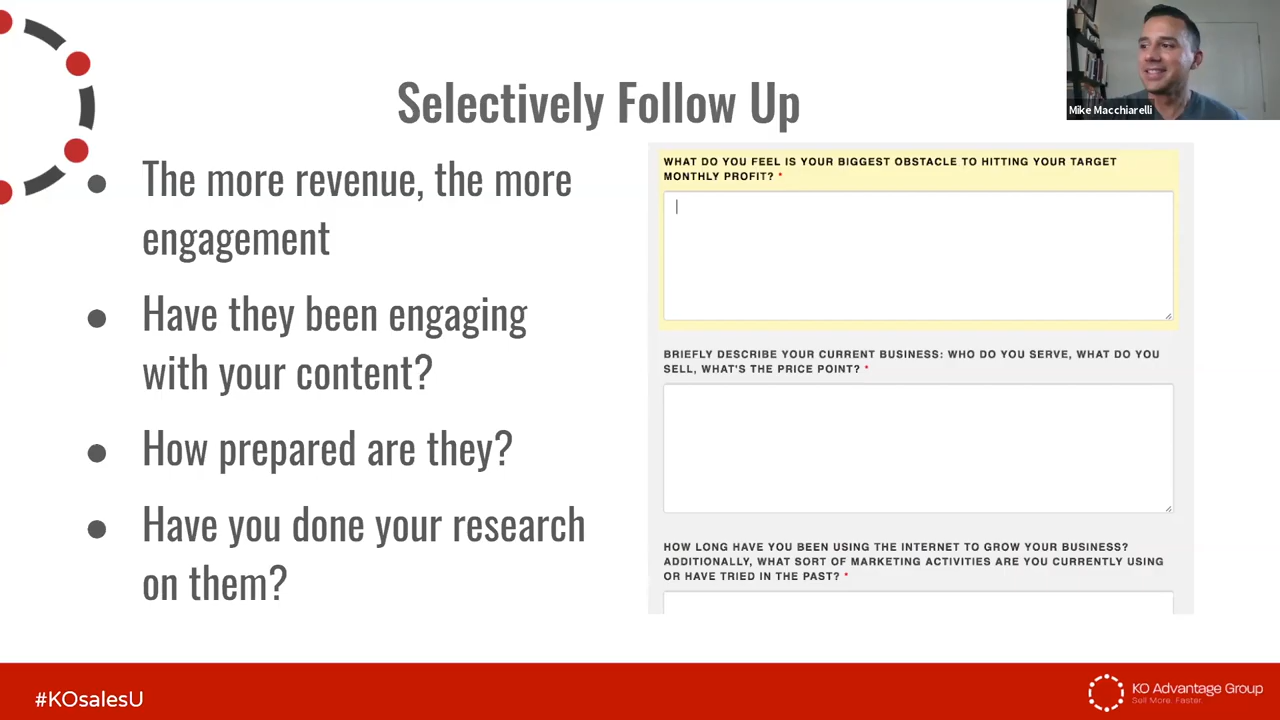 Mike Macchiarelli
Selectively Follow Up
● The more revenue, the more
engagement
● Have they been engaging
with your content?
● How prepared are they?
● Have you done your research
on them?
WHAT DO YOU FEEL IS YOUR BIGGEST OBSTACLE TO HITTING YOUR TARGET
MONTHLY PROFIT? *
BRIEFLY DESCRIBE YOUR CURRENT BUSINESS: WHO DO YOU SERVE, WHAT DO YOU
SELL, WHAT'S THE PRICE POINT? *
HOW LONG HAVE YOU BEEN USING THE INTERNET TO GROW YOUR BUSINESS?
ADDITIONALLY, WHAT SORT OF MARKETING ACTIVITIES ARE YOU CURRENTLY USING
OR HAVE TRIED IN THE PAST? *
#KOsalesU
KO Advantage Group
Sell More. Faster.